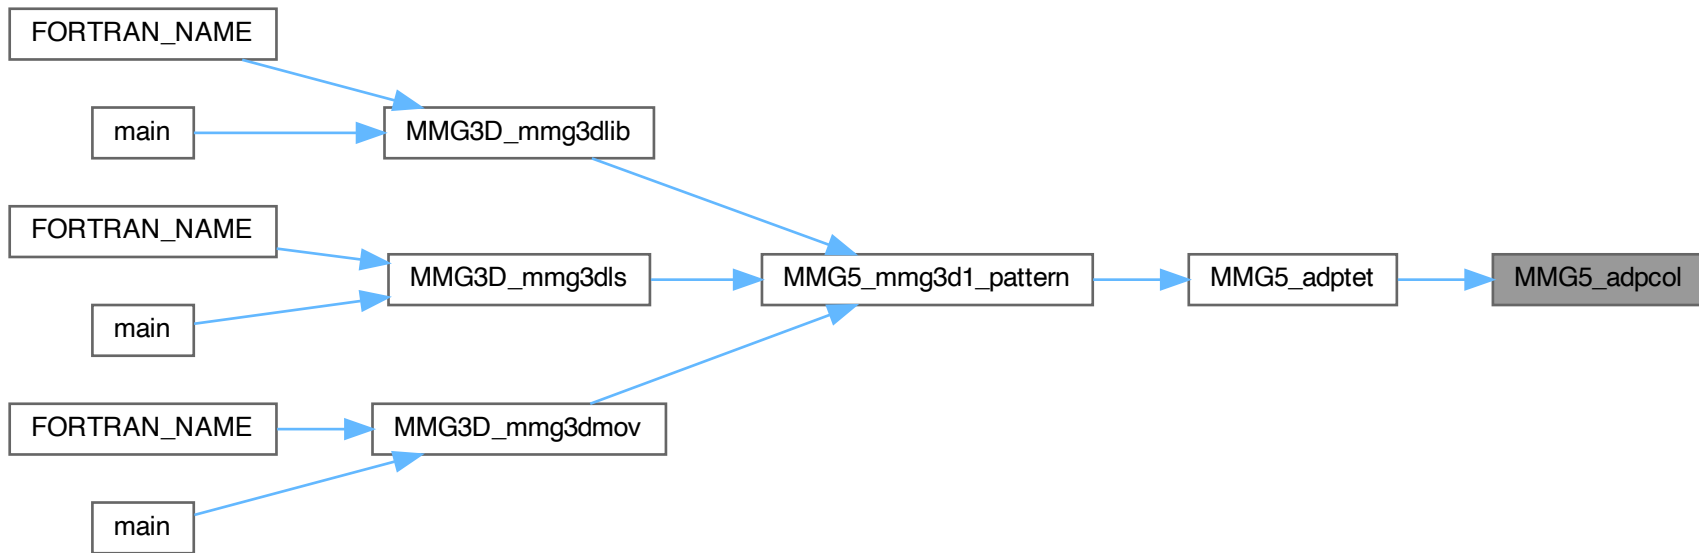 FORTRAN_NAME
main
MMG3D_mmg3dlib
FORTRAN_NAME
main
MMG3D_mmg3dls
MMG5_mmg3d1_pattern
MMG5_adptet
MMG5_adpcol
FORTRAN_NAME
main
MMG3D_mmg3dmov